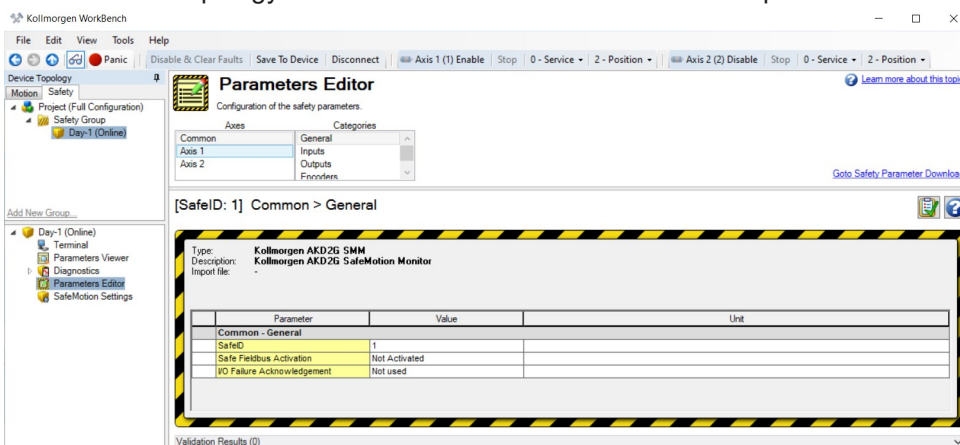 Kollmorgen WorkBench
File Edit View Tools Help
Panic Disable & Clear Faults Save To Device Disconnect Axis 1 (1) Enable Stop 0 - Service 2 - Position Axis 2 (2) Disable Stop 0 - Service 2 - Position
Device Topology
Motion Safety
Project (Full Configuration)
Safety Group
Day-1 (Online)
Add New Group...
Day-1 (Online)
Terminal
Parameters Viewer
Diagnostics
Parameters Editor
SafeMotion Settings
Parameters Editor
Learn more about this topic
Configuration of the safety parameters.
Axes Categories
Common General
Axis 1 Inputs
Axis 2 Outputs
Encoders
Goto Safety Parameter Downloa
[SafeID: 1] Common > General
Type: Kollmorgen AKD2G SMM
Description: Kollmorgen AKD2G SafeMotion Monitor
Import file: -
Parameter Value Unit
Common - General
SafeID 1
Safe Fieldbus Activation Not Activated
I/O Failure Acknowledgement Not used
Validation Results (0)